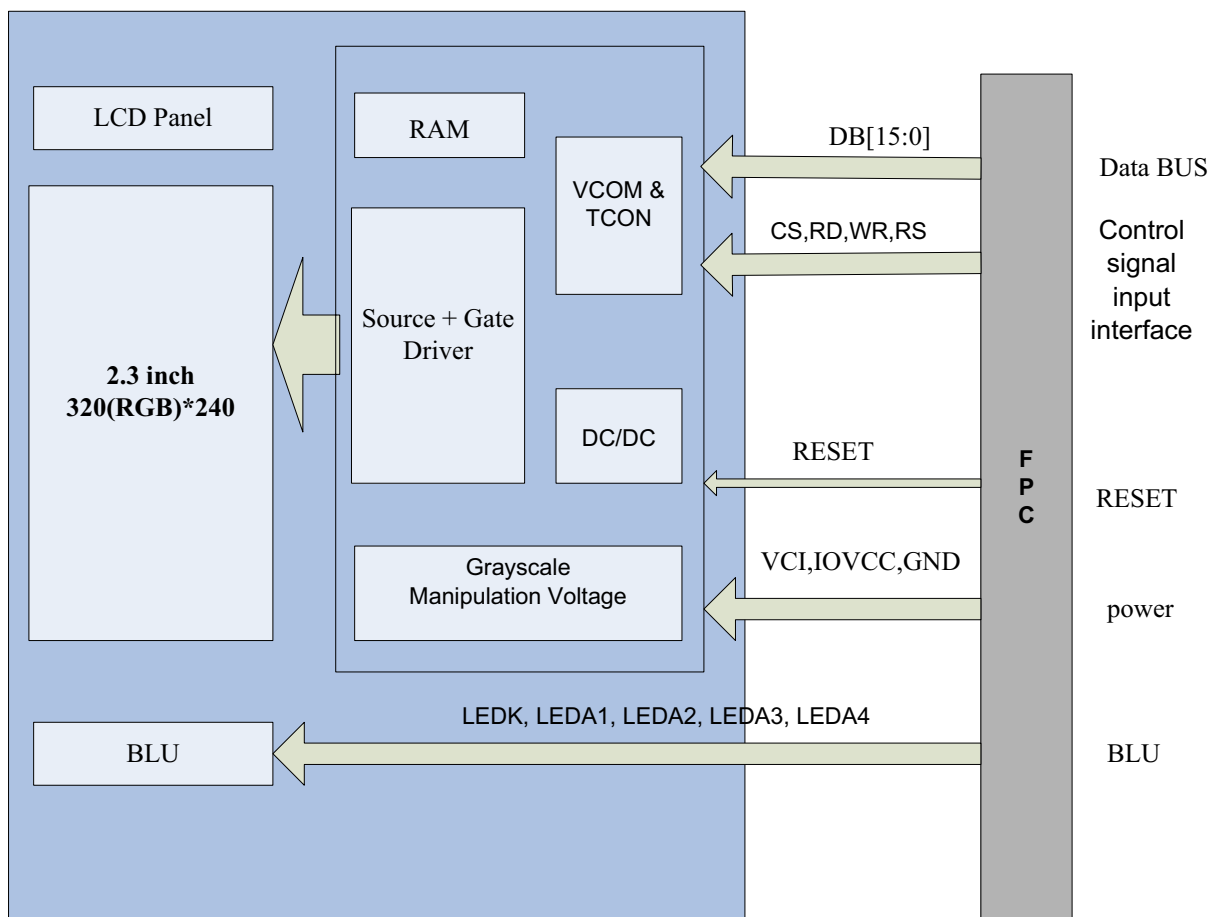 LCD Panel
2.3 inch
320(RGB)*240
BLU
RAM
VCOM &
TCON
Source + Gate
Driver
DC/DC
Grayscale
Manipulation Voltage
DB[15:0]
CS,RD,WR,RS
RESET
VCI,IOVCC,GND
LEDK, LEDA1, LEDA2, LEDA3, LEDA4
F
P
C
Data BUS
Control
signal
input
interface
RESET
power
BLU